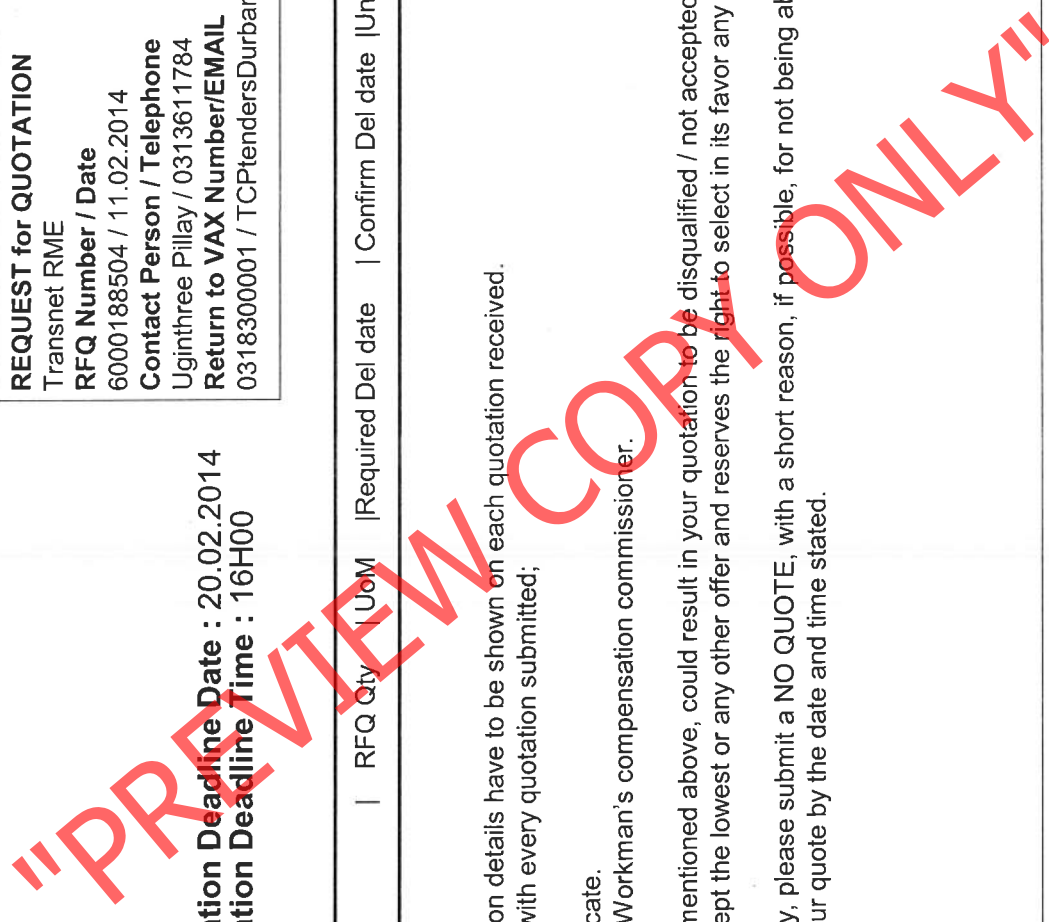 REQUEST for QUOTATION
Transnet RME
RFQ Number / Date
6000188504 / 11.02.2014
Contact Person / Telephone
Uginthree Pillay / 0313611784
Return to VAX Number/EMAIL
0318300001 / TCPtendersDurban
tion Deadline Date : 20.02.2014
tion Deadline Time : 16H00
| RFQ Qty | UoM |Required Del date | Confirm Del date |Un
on details have to be shown on each quotation received.
with every quotation submitted;
cate.
Workman's compensation commissioner.
mentioned above, could result in your quotation to be disqualified / not accepted
ept the lowest or any other offer and reserves the right to select in its favor any
y, please submit a NO QUOTE, with a short reason, if possible, for not being ab
ur quote by the date and time stated.
"PREVIEW COPY ONLY"